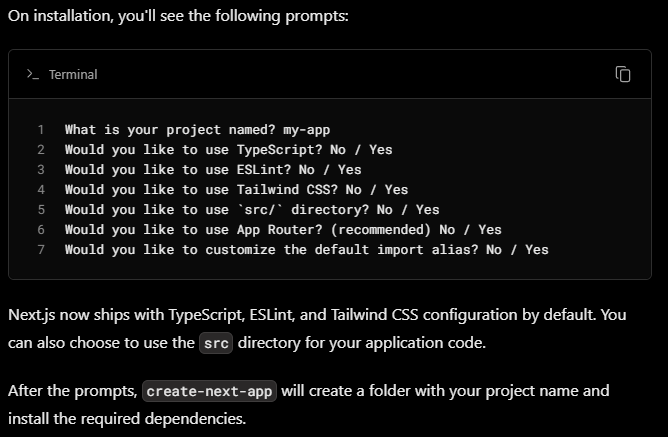 On installation, you'll see the following prompts:
Terminal
1 What is your project named? my-app
2 Would you like to use TypeScript? No / Yes
3 Would you like to use ESLint? No / Yes
4 Would you like to use Tailwind CSS? No / Yes
5 Would you like to use `src/` directory? No / Yes
6 Would you like to use App Router? (recommended) No / Yes
7 Would you like to customize the default import alias? No / Yes
Next.js now ships with TypeScript, ESLint, and Tailwind CSS configuration by default. You
can also choose to use the src directory for your application code.
After the prompts, create-next-app will create a folder with your project name and
install the required dependencies.